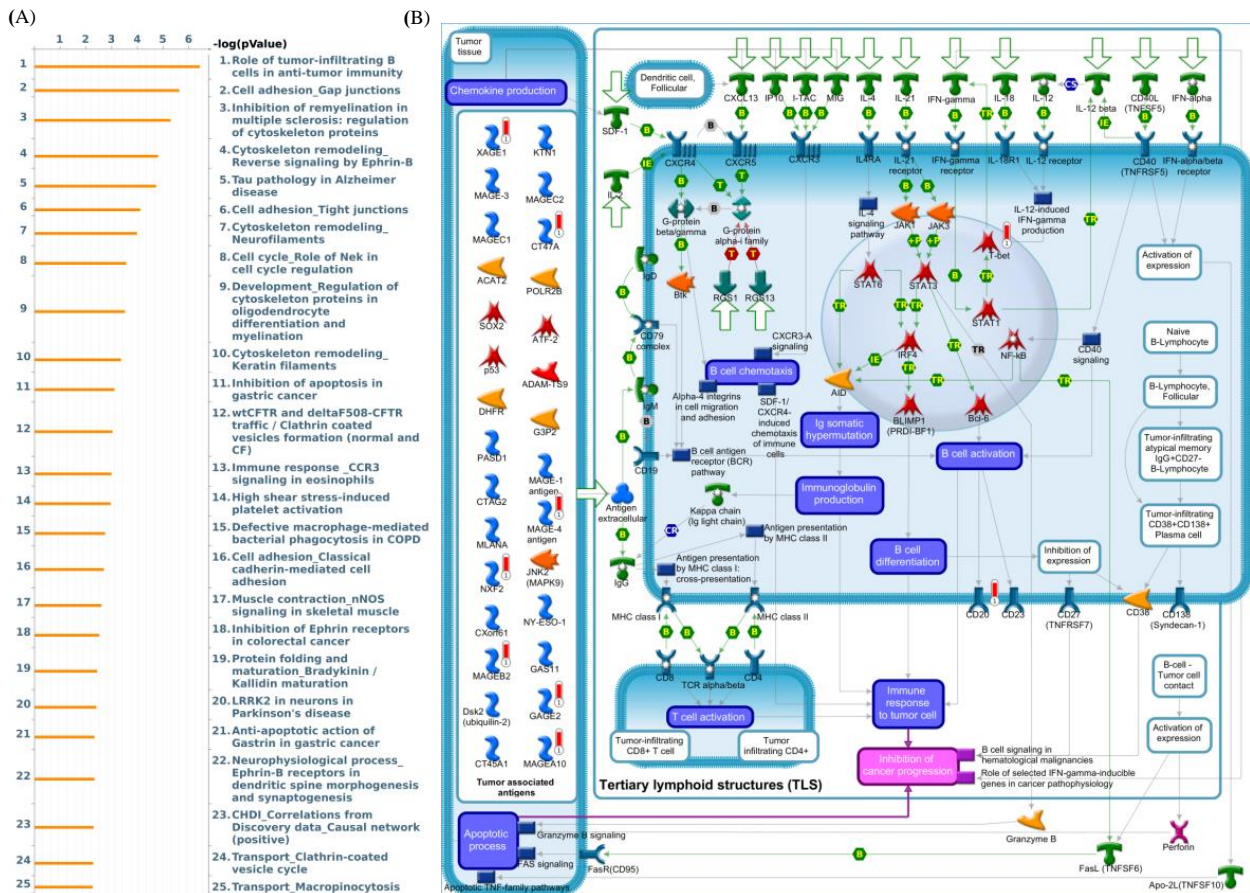 (A)
(B)
1 2 3 4 5 6 -log(pValue)
1
2
3
4
5
6
7
8
9
10
11
12
13
14
15
16
17
18
19
20
21
22
23
24
25
1. Role of tumor-infiltrating B
cells in anti-tumor immunity
2. Cell adhesion_Gap junctions
3. Inhibition of remyelination in
multiple sclerosis: regulation
of cytoskeleton proteins
4. Cytoskeleton remodeling_
Reverse signaling by Ephrin-B
5. Tau pathology in Alzheimer
disease
6. Cell adhesion_Tight junctions
7. Cytoskeleton remodeling_
Neurofilaments
8. Cell cycle_Role of Nek in
cell cycle regulation
9. Development_Regulation of
cytoskeleton proteins in
oligodendrocyte
differentiation and
myelination
10. Cytoskeleton remodeling_
Keratin filaments
11. Inhibition of apoptosis in
gastric cancer
12. wtCFTR and deltaF508-CFTR
traffic / Clathrin coated
vesicles formation (normal and
CF)
13. Immune response _CCR3
signaling in eosinophils
14. High shear stress-induced
platelet activation
15. Defective macrophage-mediated
bacterial phagocytosis in COPD
16. Cell adhesion_Classical
cadherin-mediated cell
adhesion
17. Muscle contraction_nNOS
signaling in skeletal muscle
18. Inhibition of Ephrin receptors
in colorectal cancer
19. Protein folding and
maturation_Bradykinin /
Kallidin maturation
20. LRRK2 in neurons in
Parkinson's disease
21. Anti-apoptotic action of
Gastrin in gastric cancer
22. Neurophysiological process_
Ephrin-B receptors in
dendritic spine morphogenesis
and synaptogenesis
23. CHDI_Correlations from
Discovery data_Causal network
(positive)
24. Transport_Clathrin-coated
vesicle cycle
25. Transport_Macropinocytosis
Tumor
tissue
Chemokine production
XAGE1
KTN1
MAGE-3
MAGEC2
MAGEC1
CT47A
ACAT2
POLR2B
SOX2
ATF-2
p53
ADAM-TS9
DHFR
G3P2
PASD1
MAGE-1
antigen
CTAG2
MAGE-4
antigen
MLANA
JNK2
(MAPK9)
NXF2
NY-ESO-1
CXorf61
GAS11
MAGEB2
Dsk2
(ubiquilin-2)
GAGE2
CT45A1
MAGEA10
Tumor associated
antigens
Apoptotic
process
Granzyme B signaling
FAS signaling
Apoptotic TNF-family pathways
FasR(CD95)
Dendritic cell,
Follicular
SDF-1
IL-2
CXCL13
IP10
I-TAC
MIG
IL-4
IL-21
IFN-gamma
IL-18
IL-12
CS
IL-12 beta
CD40L
(TNFSF5)
IFN-alpha
CXCR4
CXCR5
CXCR3
IL4RA
IL-21
receptor
IFN-gamma
receptor
IL-18R1
IL-12 receptor
CD40
(TNFRSF5)
IFN-alpha/beta
receptor
G-protein
beta/gamma
G-protein
alpha-i family
IL-4
signaling
pathway
JAK1
JAK3
IL-12-induced
IFN-gamma
production
T-bet
IgD
Btk
RGS1
RGS13
STAT6
STAT3
STAT1
Activation of
expression
CD79
complex
CXCR3-A
signaling
IRF4
NF-kB
CD40
signaling
Naive
B-Lymphocyte
B cell chemotaxis
IgM
Alpha-4 integrins
in cell migration
and adhesion
SDF-1/
CXCR4-
induced
chemotaxis
of immune
cells
AID
BLIMP1
(PRDI-BF1)
Bcl-6
B-Lymphocyte,
Follicular
Ig somatic
hypermutation
B cell activation
Tumor-infiltrating
atypical memory
IgG+CD27-
B-Lymphocyte
CD19
B cell antigen
receptor (BCR)
pathway
Immunoglobulin
production
Antigen
extracellular
Kappa chain
(Ig light chain)
CR
Antigen presentation
by MHC class II
Tumor-infiltrating
CD38+CD138+
Plasma cell
IgG
Antigen presentation
by MHC class I:
cross-presentation
B cell
differentiation
Inhibition of
expression
MHC class I
MHC class II
CD20
CD23
CD27
(TNFRSF7)
CD38
CD138
(Syndecan-1)
CD8
TCR alpha/beta
CD4
T cell activation
Tumor-infiltrating
CD8+ T cell
Tumor
infiltrating CD4+
Immune
response
to tumor cell
B-cell -
Tumor cell
contact
Activation of
expression
Inhibition of
cancer progression
B cell signaling in
hematological malignancies
Role of selected IFN-gamma-inducible
genes in cancer pathophysiology
Tertiary lymphoid structures (TLS)
Granzyme B
Perforin
FasL (TNFSF6)
Apo-2L(TNFSF10)